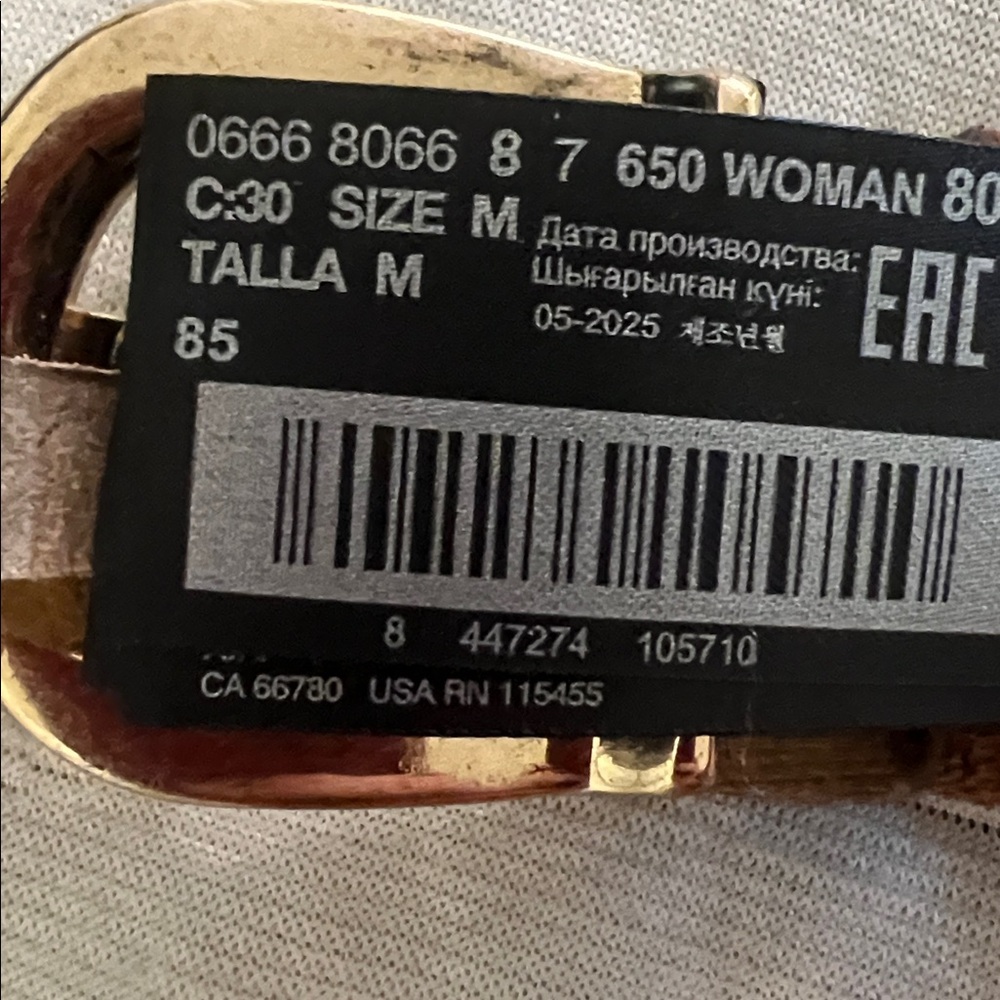 0666 8066 8 7 650 WOMAN 80
C:30 SIZE M
TALLA M
85
Дата производства:
Шығарылған күні:
05-2025 제조년월
EAC
8 447274 105710
CA 66780 USA RN 115455